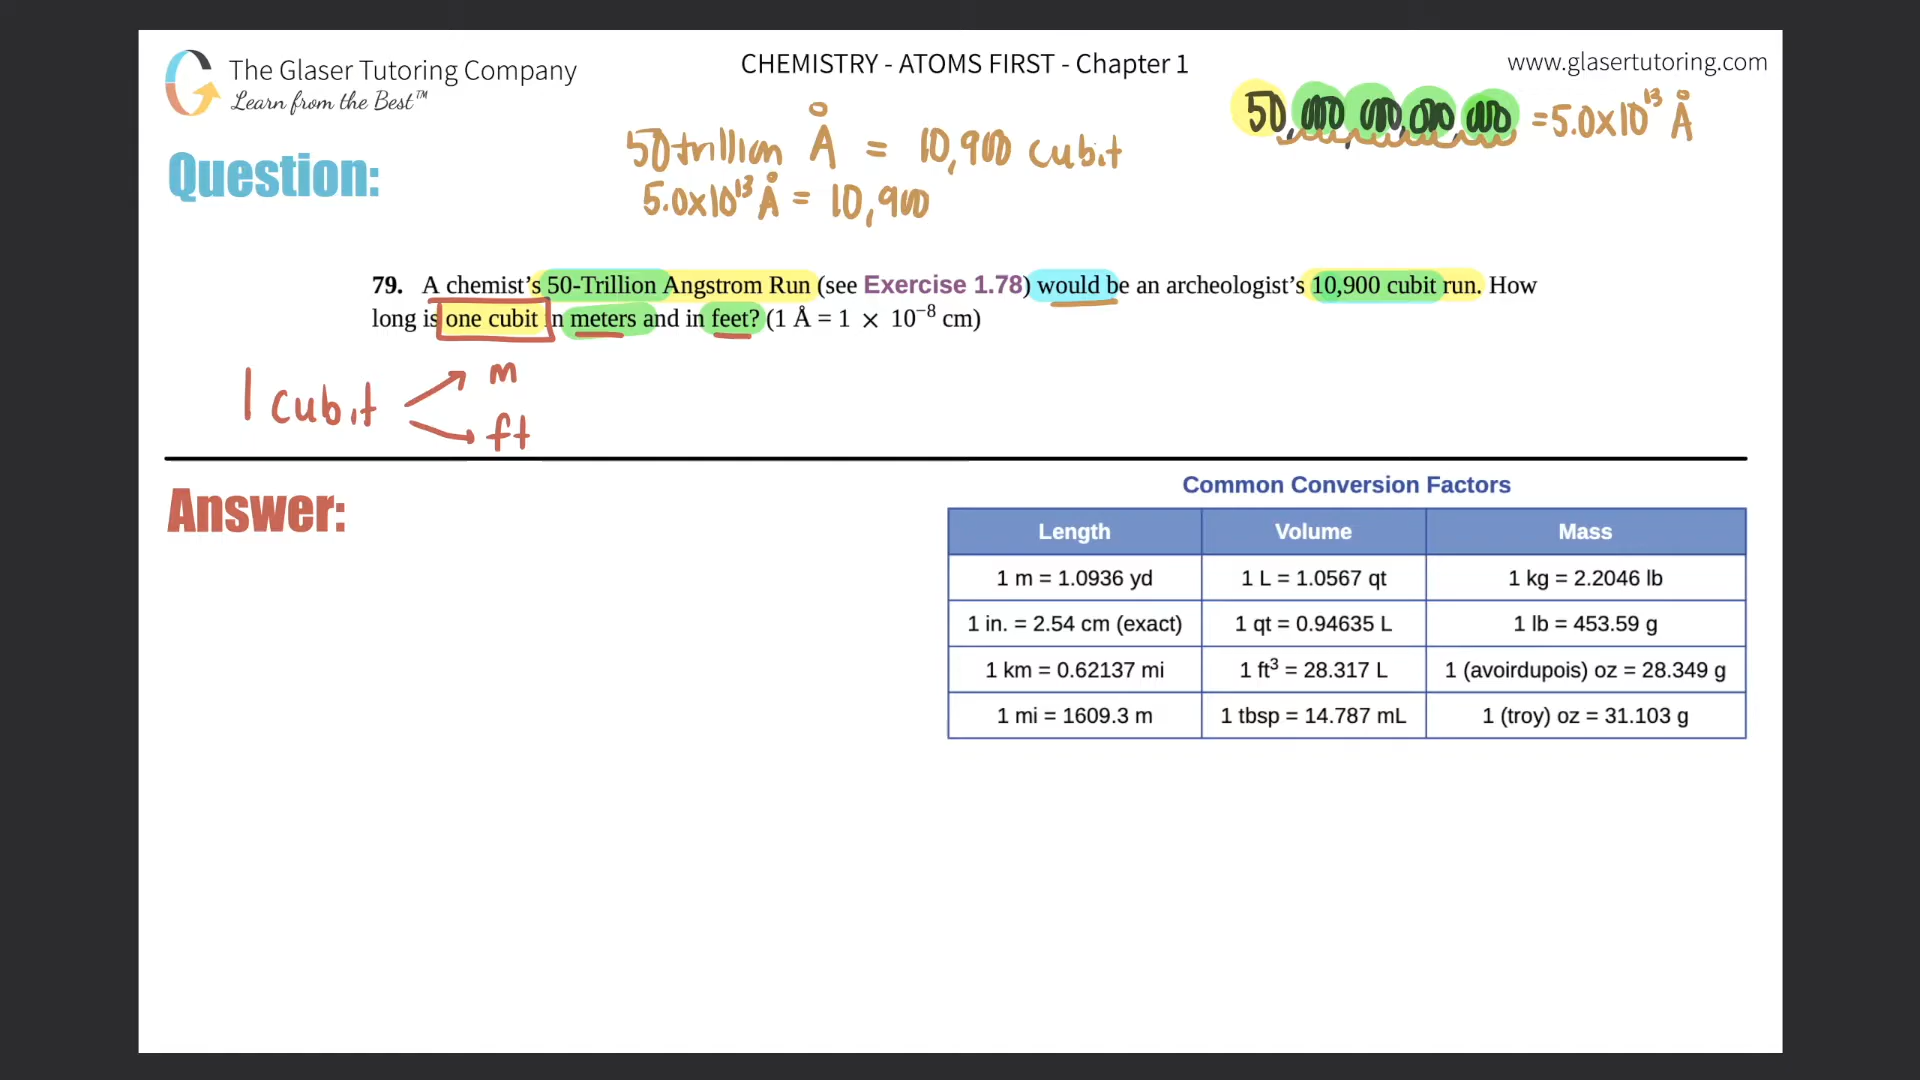 The Glaser Tutoring Company
Learn from the Best™
CHEMISTRY - ATOMS FIRST - Chapter 1
www.glasertutoring.com
50,000,000,000,000 = 5.0x10¹³ Å
50 trillion Å = 10,900 cubit
5.0x10¹³ Å = 10,900
Question:
79. A chemist’s 50-Trillion Angstrom Run (see Exercise 1.78) would be an archeologist’s 10,900 cubit run. How
long is one cubit in meters and in feet? (1 Å = 1 × 10⁻⁸ cm)
1 cubit
m
ft
Answer:
Common Conversion Factors
Length Volume Mass
1 m = 1.0936 yd 1 L = 1.0567 qt 1 kg = 2.2046 lb
1 in. = 2.54 cm (exact) 1 qt = 0.94635 L 1 lb = 453.59 g
1 km = 0.62137 mi 1 ft³ = 28.317 L 1 (avoirdupois) oz = 28.349 g
1 mi = 1609.3 m 1 tbsp = 14.787 mL 1 (troy) oz = 31.103 g